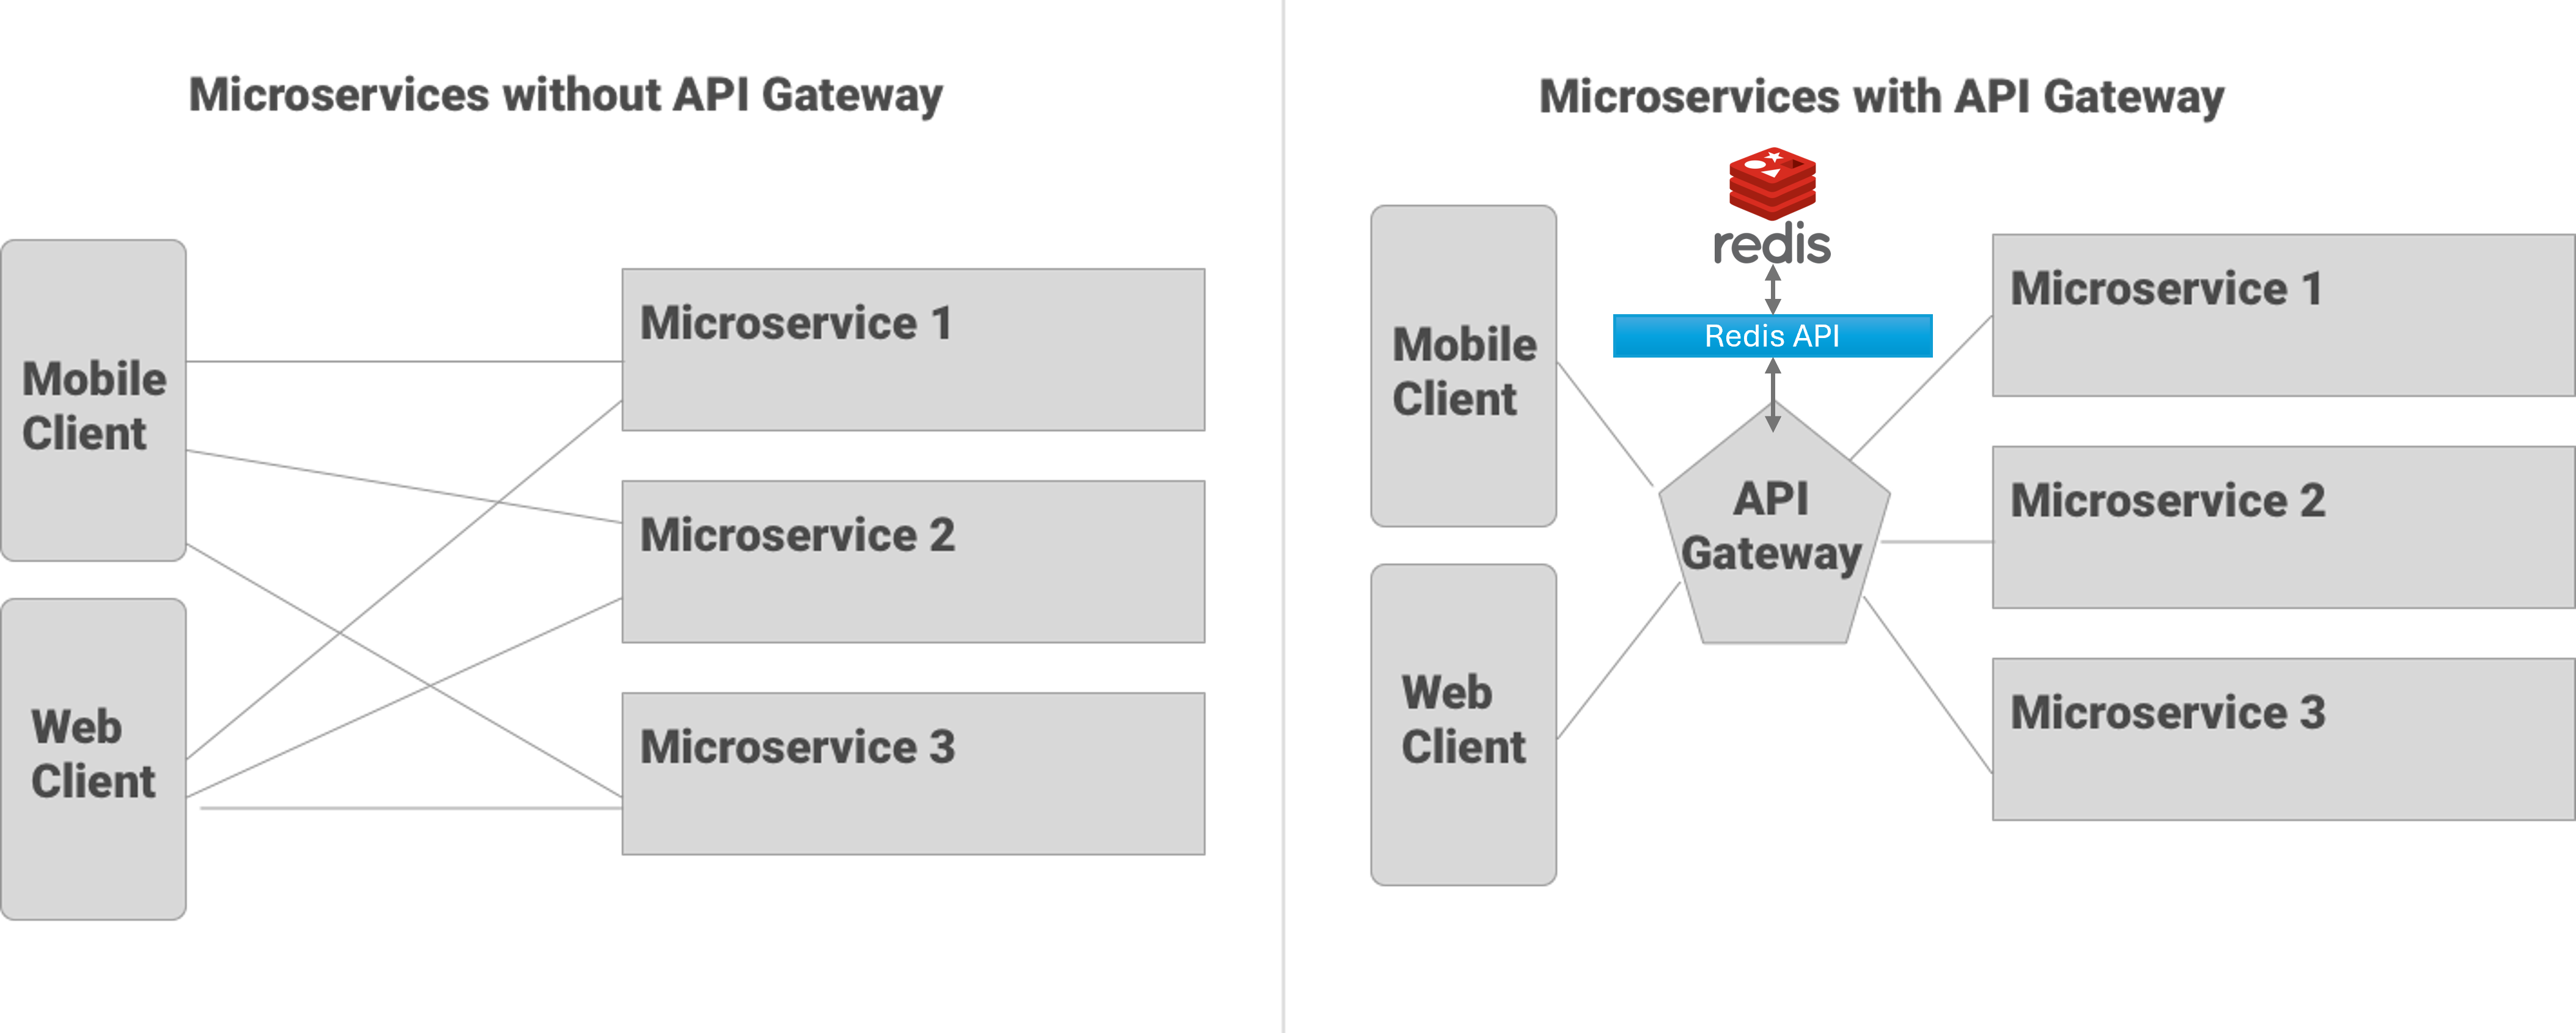 Microservices without API Gateway
Mobile
Client
Web
Client
Microservice 1
Microservice 2
Microservice 3
Microservices with API Gateway
redis
Redis API
Mobile
Client
Web
Client
API
Gateway
Microservice 1
Microservice 2
Microservice 3